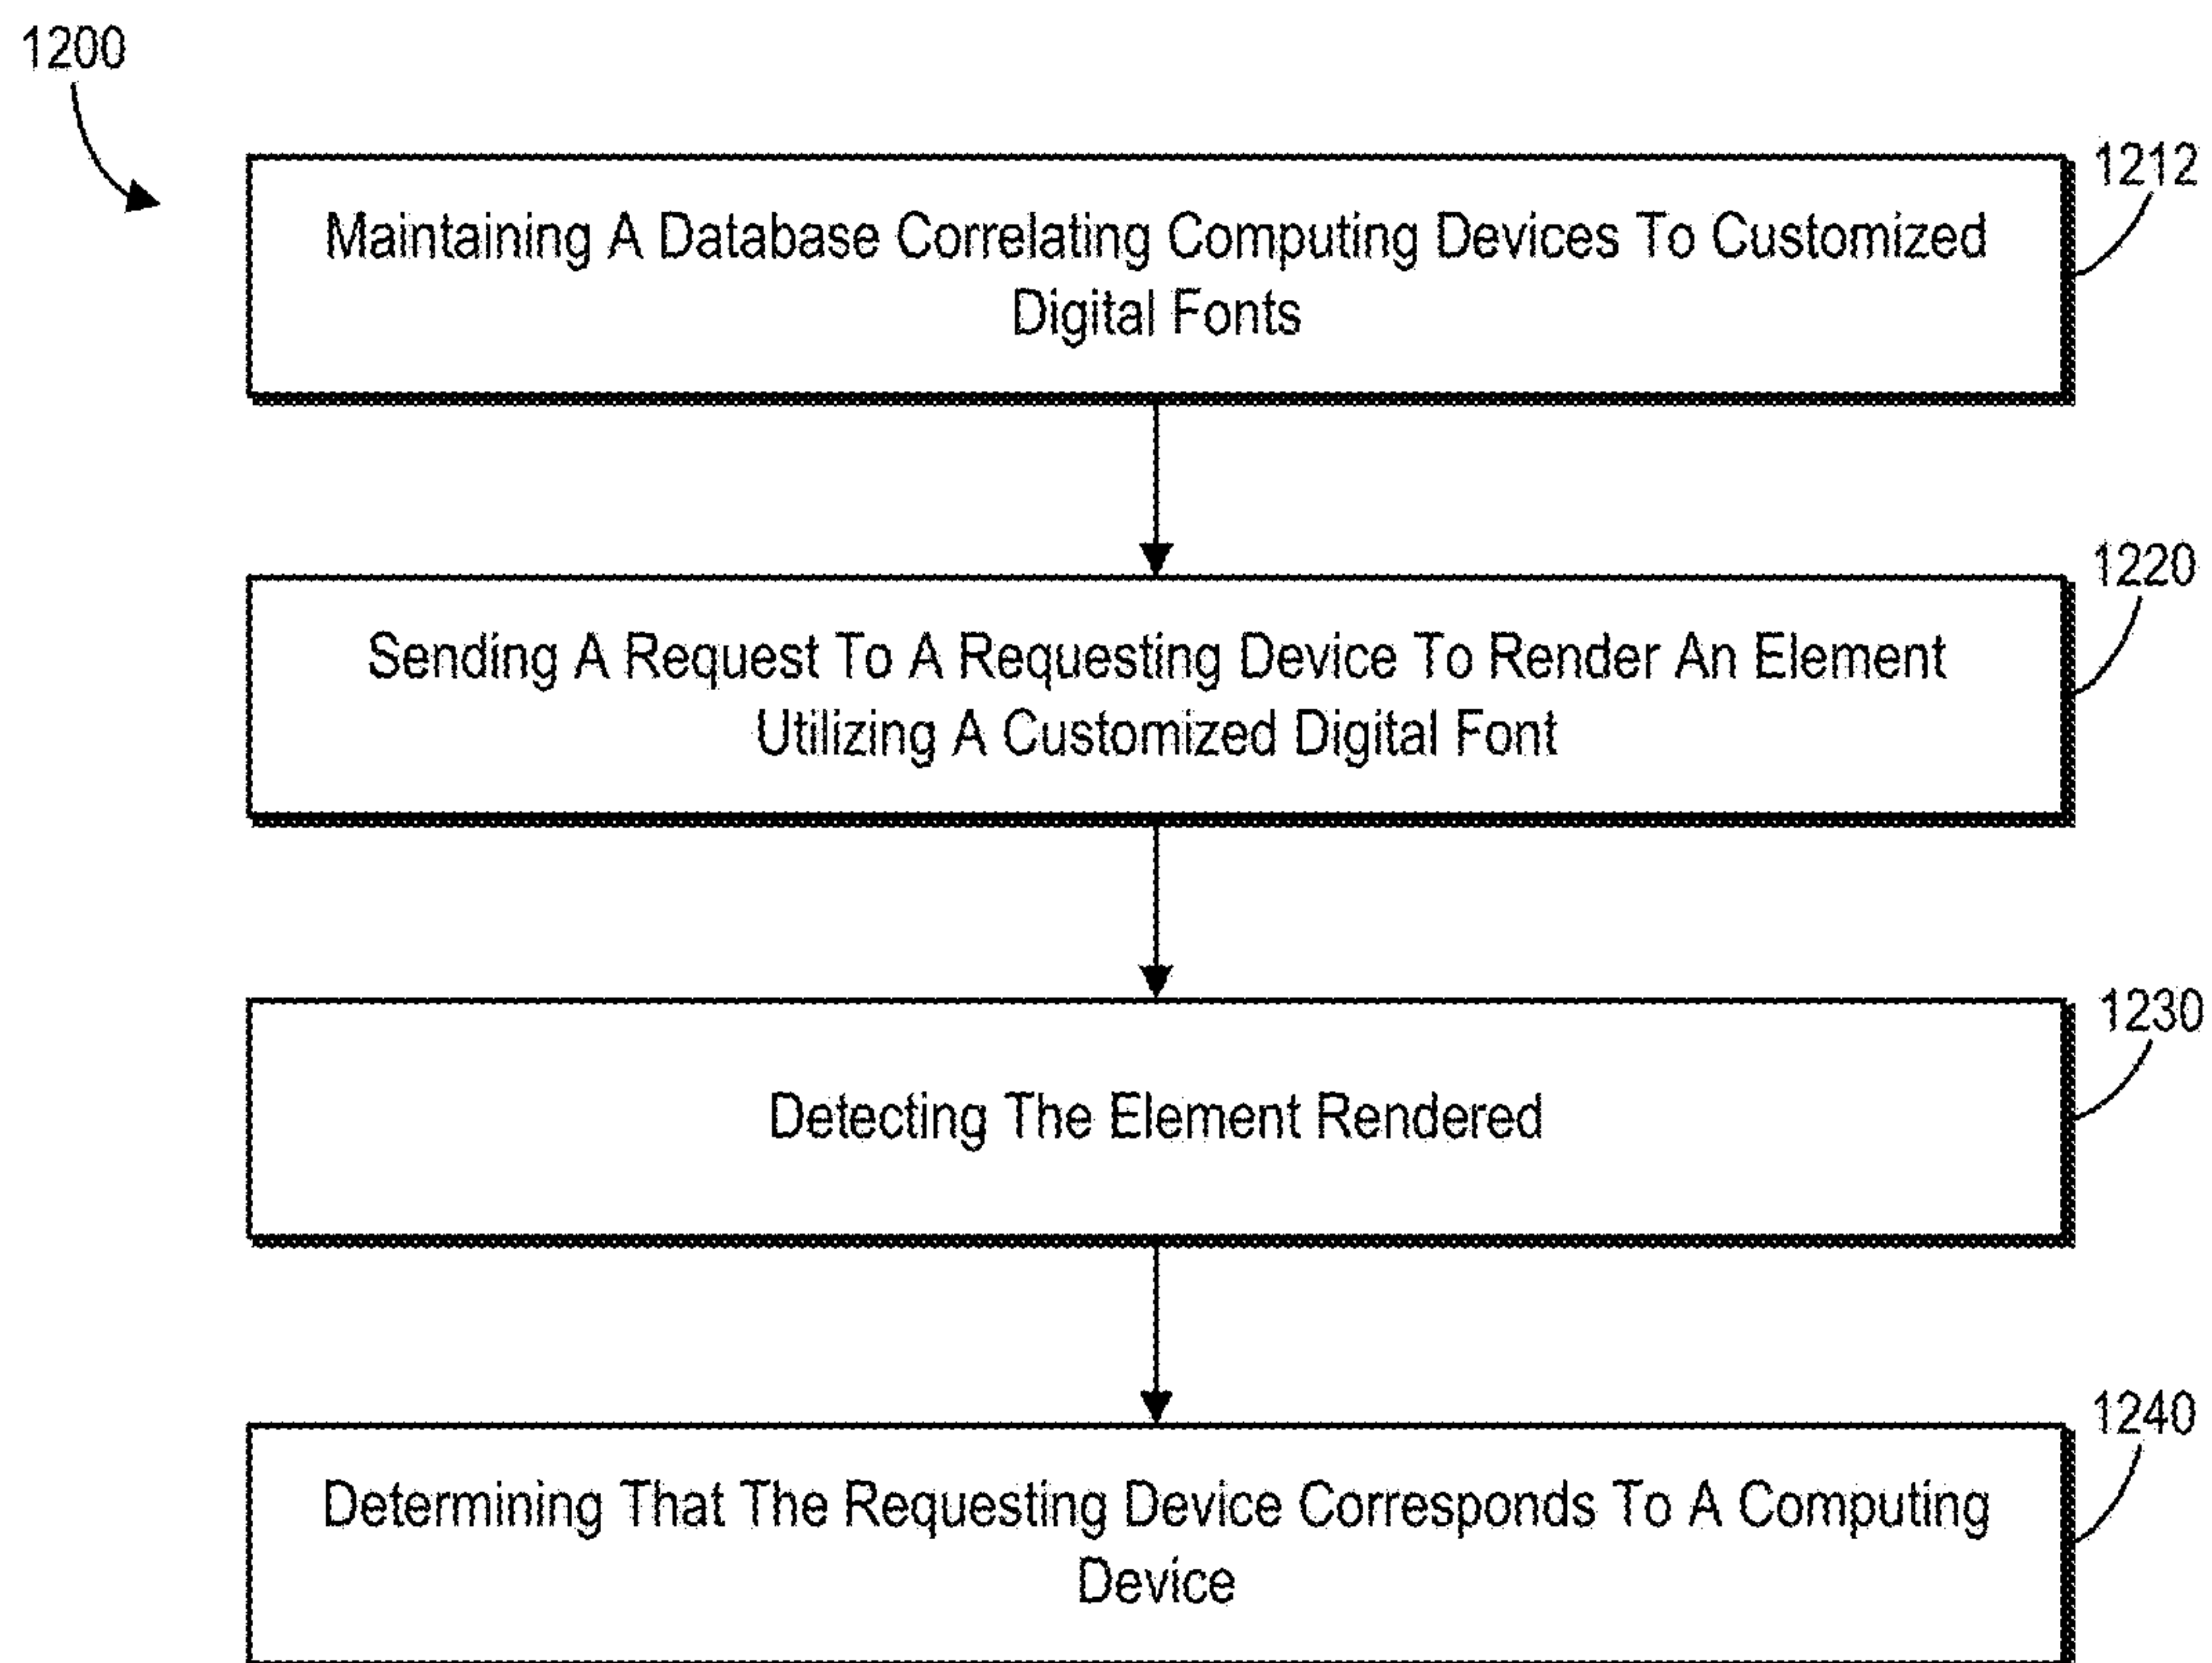 1200
1212
Maintaining A Database Correlating Computing Devices To Customized
Digital Fonts
1220
Sending A Request To A Requesting Device To Render An Element
Utilizing A Customized Digital Font
1230
Detecting The Element Rendered
1240
Determining That The Requesting Device Corresponds To A Computing
Device